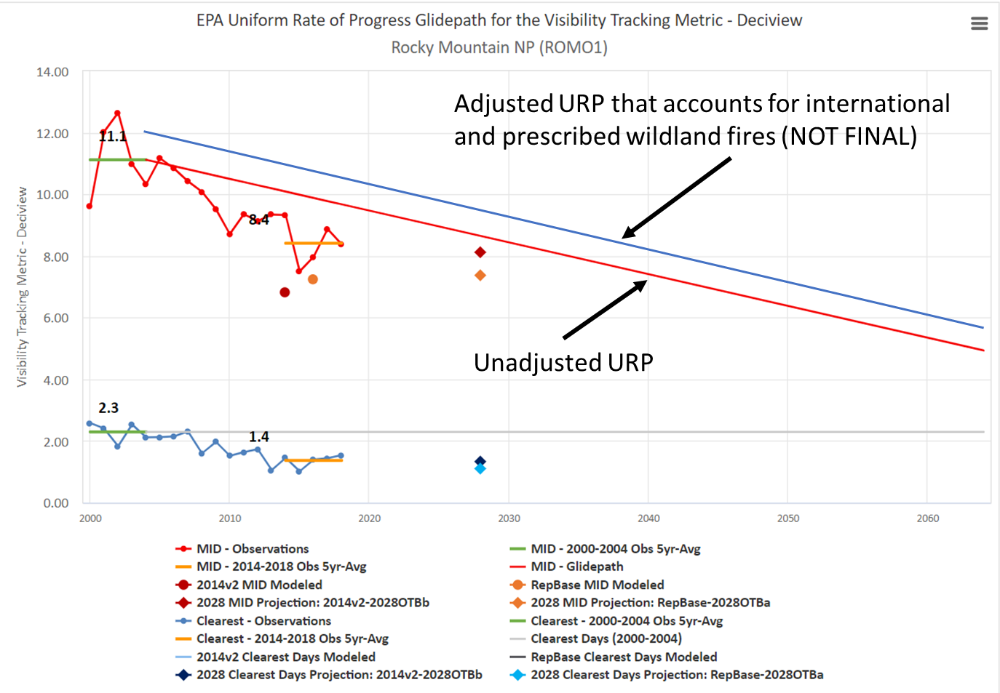 EPA Uniform Rate of Progress Glidepath for the Visibility Tracking Metric - Deciview
Rocky Mountain NP (ROMO1)
Visibility Tracking Metric - Deciview
14.00
12.00
10.00
8.00
6.00
4.00
2.00
0.00
Adjusted URP that accounts for international
and prescribed wildland fires (NOT FINAL)
11.1
8.4
Unadjusted URP
2.3
1.4
2000 2010 2020 2030 2040 2050 2060
MID - Observations
MID - 2000-2004 Obs 5yr-Avg
MID - 2014-2018 Obs 5yr-Avg
MID - Glidepath
2014v2 MID Modeled
RepBase MID Modeled
2028 MID Projection: 2014v2-2028OTBb
2028 MID Projection: RepBase-2028OTBa
Clearest - Observations
Clearest - 2000-2004 Obs 5yr-Avg
Clearest - 2014-2018 Obs 5yr-Avg
Clearest Days (2000-2004)
2014v2 Clearest Days Modeled
RepBase Clearest Days Modeled
2028 Clearest Days Projection: 2014v2-2028OTBb
2028 Clearest Days Projection: RepBase-2028OTBa